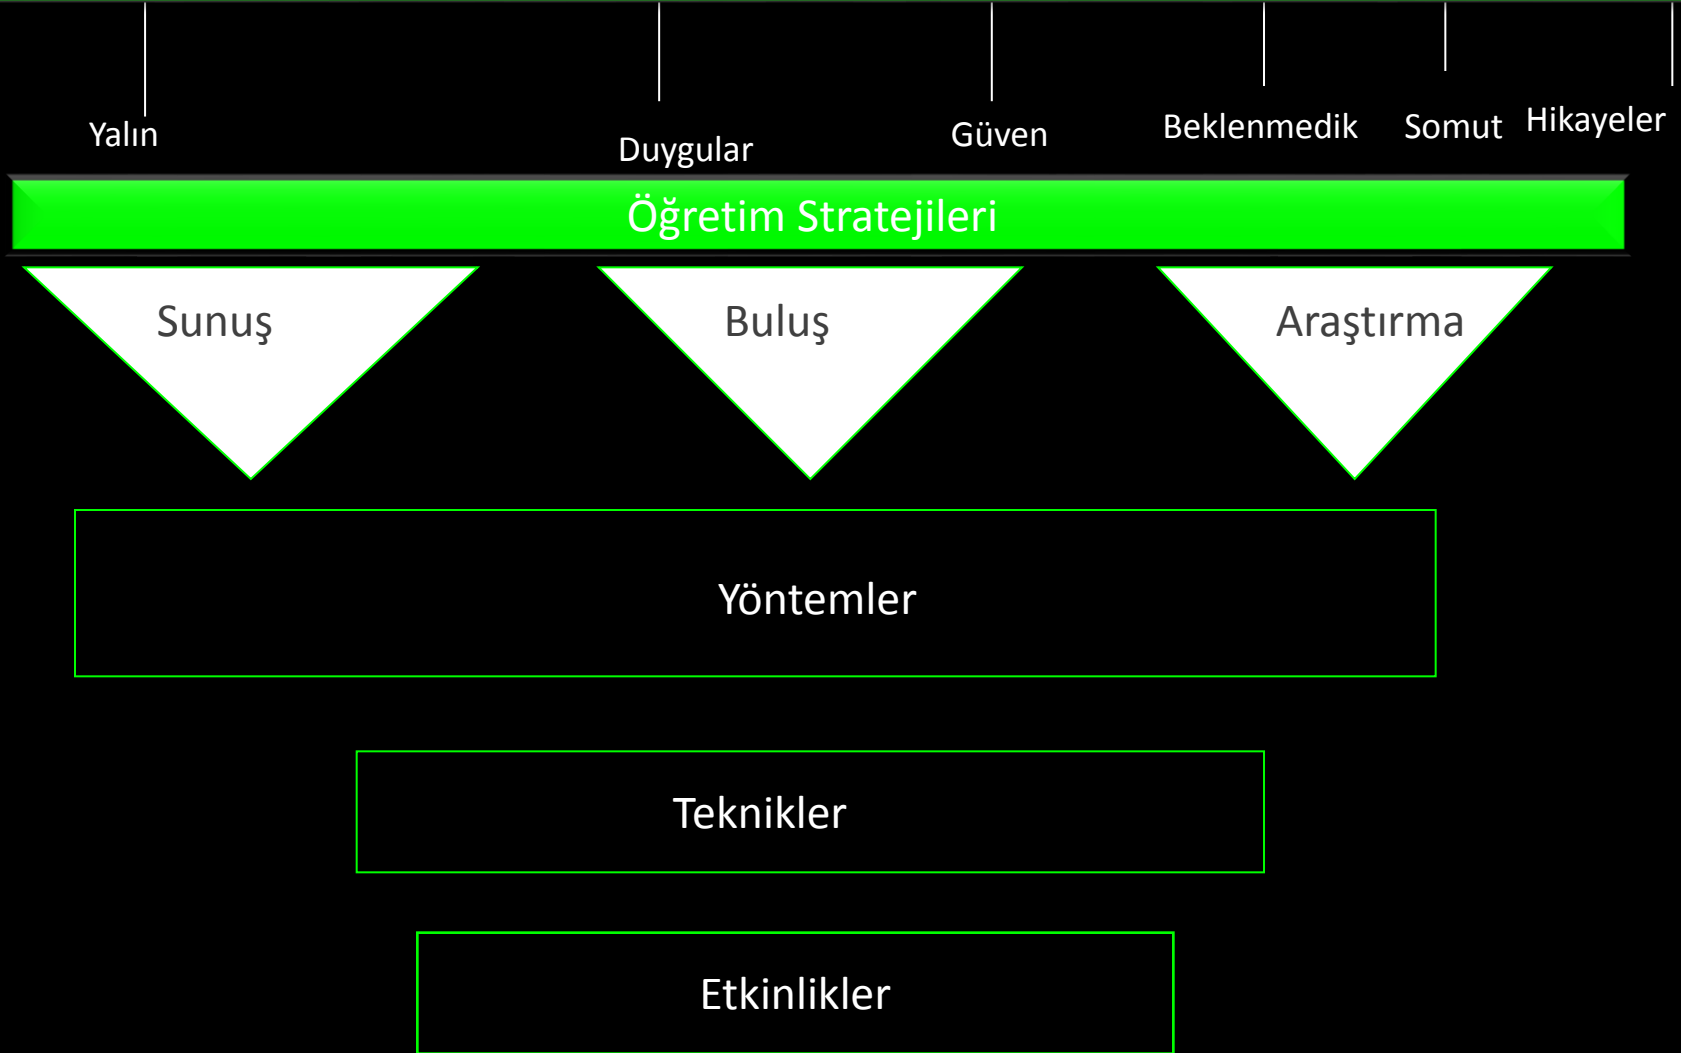 Yalın
Duygular
Güven
Beklenmedik
Somut
Hikayeler
Öğretim Stratejileri
Sunuş
Buluş
Araştırma
Yöntemler
Teknikler
Etkinlikler